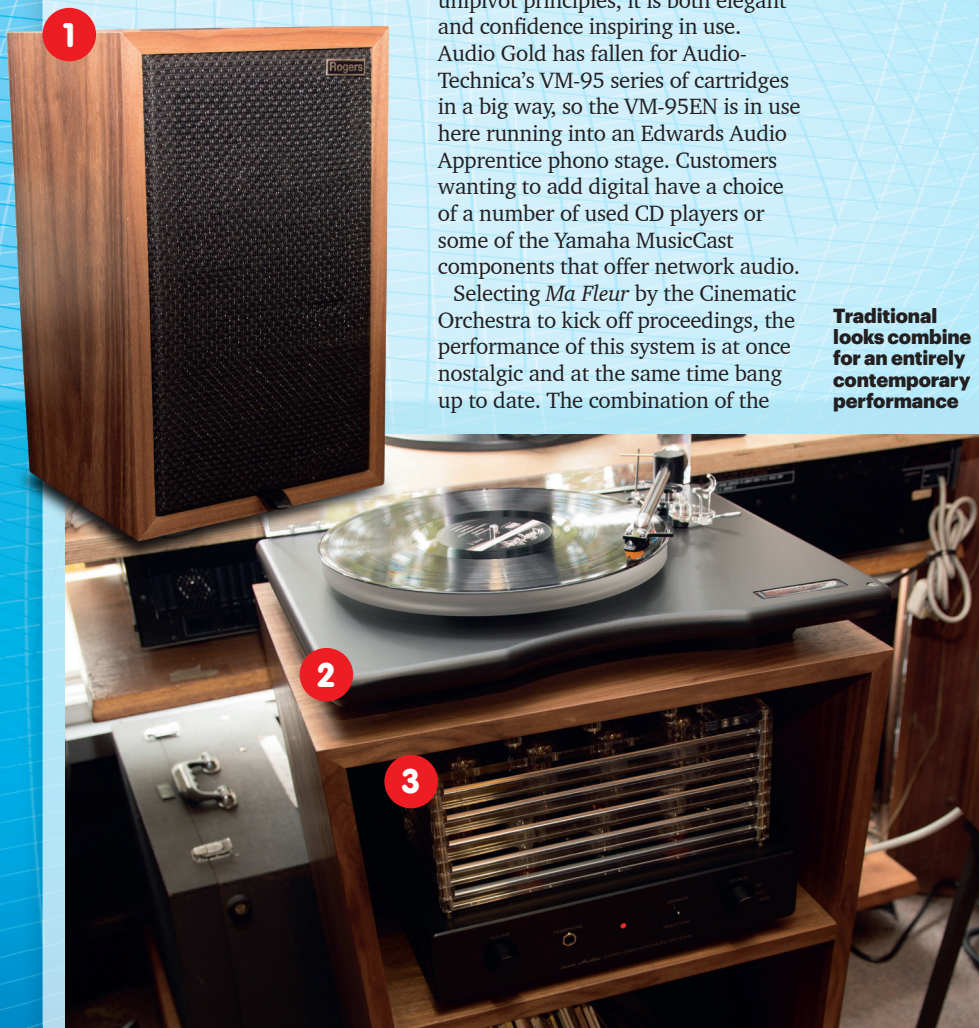 1
Rogers
unipivot principles, it is both elegant
and confidence inspiring in use.
Audio Gold has fallen for Audio-
Technica's VM-95 series of cartridges
in a big way, so the VM-95EN is in use
here running into an Edwards Audio
Apprentice phono stage. Customers
wanting to add digital have a choice
of a number of used CD players or
some of the Yamaha MusicCast
components that offer network audio.
Selecting Ma Fleur by the Cinematic
Orchestra to kick off proceedings, the
performance of this system is at once
nostalgic and at the same time bang
up to date. The combination of the
Traditional
looks combine
for an entirely
contemporary
performance
2
3